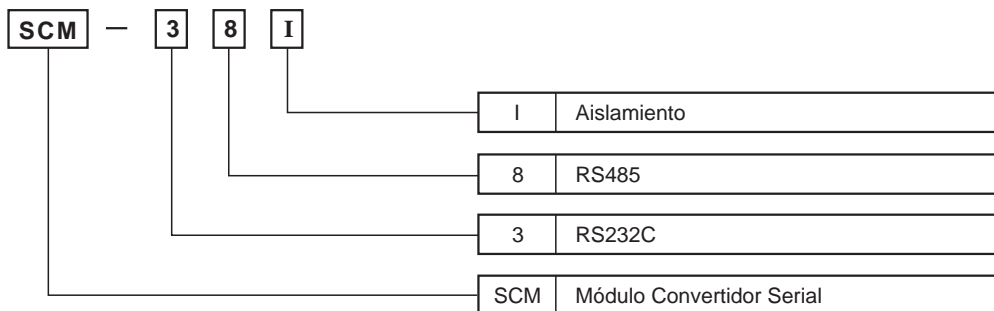 SCM — 3 8 I
I Aislamiento
8 RS485
3 RS232C
SCM Módulo Convertidor Serial